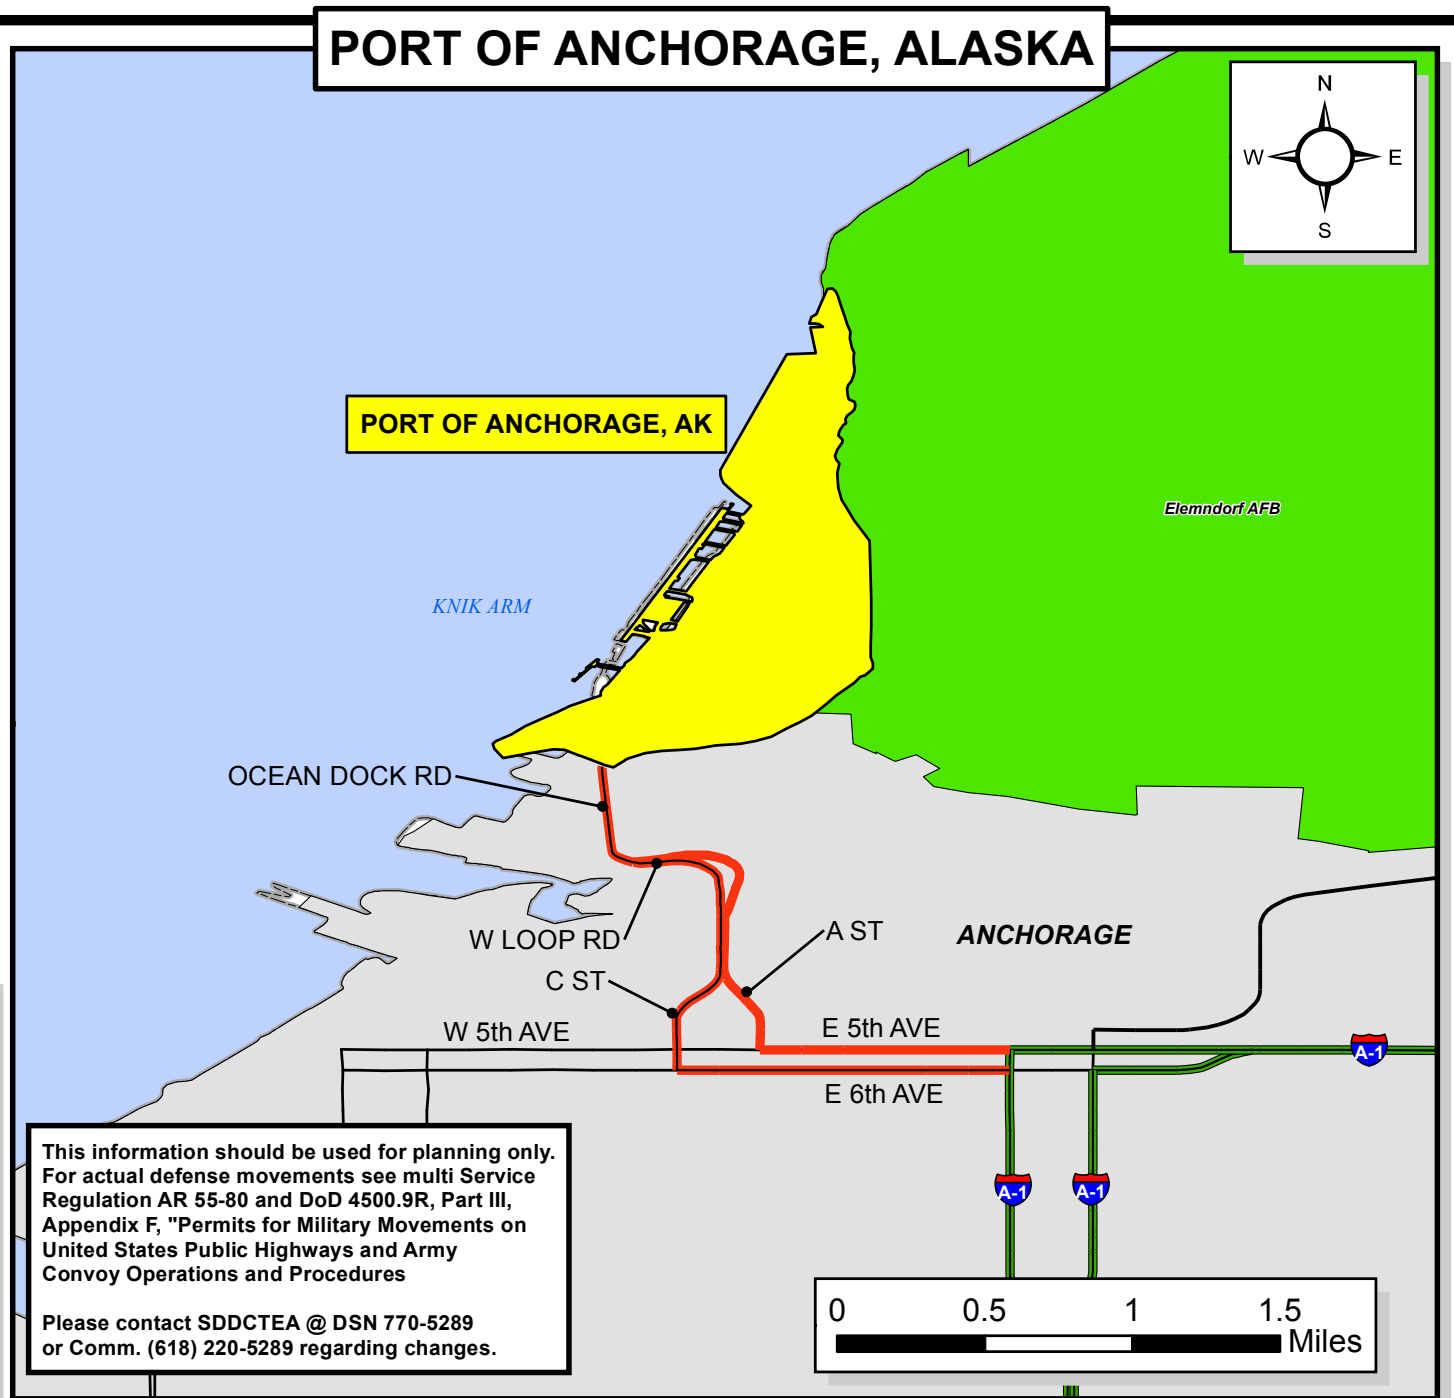 PORT OF ANCHORAGE, ALASKA
N
W
E
S
PORT OF ANCHORAGE, AK
Elemndorf AFB
KNIK ARM
OCEAN DOCK RD
W LOOP RD
A ST
ANCHORAGE
C ST
W 5th AVE
E 5th AVE
A-1
E 6th AVE
A-1
A-1
This information should be used for planning only.
For actual defense movements see multi Service
Regulation AR 55-80 and DoD 4500.9R, Part III,
Appendix F, "Permits for Military Movements on
United States Public Highways and Army
Convoy Operations and Procedures
Please contact SDDCTEA @ DSN 770-5289
or Comm. (618) 220-5289 regarding changes.
0 0.5 1 1.5
Miles